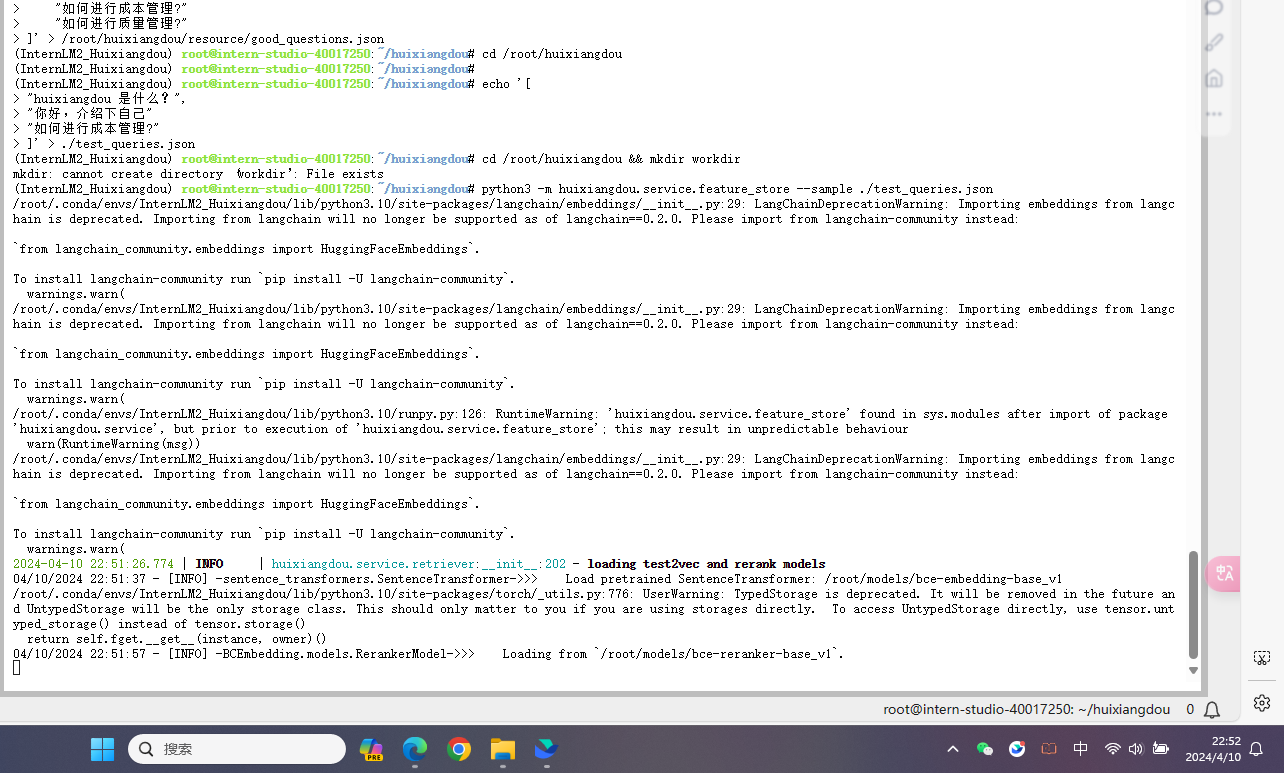 >     "如何进行成本管理?"
>     "如何进行质量管理?"
> ]' > /root/huixiangdou/resource/good_questions.json
(InternLM2_Huixiangdou) root@intern-studio-40017250:~/huixiangdou# cd /root/huixiangdou
(InternLM2_Huixiangdou) root@intern-studio-40017250:~/huixiangdou#
(InternLM2_Huixiangdou) root@intern-studio-40017250:~/huixiangdou# echo '[
> "huixiangdou 是什么？",
> "你好，介绍下自己"
> "如何进行成本管理?"
> ]' > ./test_queries.json
(InternLM2_Huixiangdou) root@intern-studio-40017250:~/huixiangdou# cd /root/huixiangdou && mkdir workdir
mkdir: cannot create directory ‘workdir’: File exists
(InternLM2_Huixiangdou) root@intern-studio-40017250:~/huixiangdou# python3 -m huixiangdou.service.feature_store --sample ./test_queries.json
/root/.conda/envs/InternLM2_Huixiangdou/lib/python3.10/site-packages/langchain/embeddings/__init__.py:29: LangChainDeprecationWarning: Importing embeddings from langc
hain is deprecated. Importing from langchain will no longer be supported as of langchain==0.2.0. Please import from langchain-community instead:
`from langchain_community.embeddings import HuggingFaceEmbeddings`.
To install langchain-community run `pip install -U langchain-community`.
  warnings.warn(
/root/.conda/envs/InternLM2_Huixiangdou/lib/python3.10/site-packages/langchain/embeddings/__init__.py:29: LangChainDeprecationWarning: Importing embeddings from langc
hain is deprecated. Importing from langchain will no longer be supported as of langchain==0.2.0. Please import from langchain-community instead:
`from langchain_community.embeddings import HuggingFaceEmbeddings`.
To install langchain-community run `pip install -U langchain-community`.
  warnings.warn(
/root/.conda/envs/InternLM2_Huixiangdou/lib/python3.10/runpy.py:126: RuntimeWarning: 'huixiangdou.service.feature_store' found in sys.modules after import of package
'huixiangdou.service', but prior to execution of 'huixiangdou.service.feature_store'; this may result in unpredictable behaviour
  warn(RuntimeWarning(msg))
/root/.conda/envs/InternLM2_Huixiangdou/lib/python3.10/site-packages/langchain/embeddings/__init__.py:29: LangChainDeprecationWarning: Importing embeddings from langc
hain is deprecated. Importing from langchain will no longer be supported as of langchain==0.2.0. Please import from langchain-community instead:
`from langchain_community.embeddings import HuggingFaceEmbeddings`.
To install langchain-community run `pip install -U langchain-community`.
  warnings.warn(
2024-04-10 22:51:26.774 | INFO     | huixiangdou.service.retriever:__init__:202 - loading test2vec and rerank models
04/10/2024 22:51:37 - [INFO] -sentence_transformers.SentenceTransformer->>>    Load pretrained SentenceTransformer: /root/models/bce-embedding-base_v1
/root/.conda/envs/InternLM2_Huixiangdou/lib/python3.10/site-packages/torch/_utils.py:776: UserWarning: TypedStorage is deprecated. It will be removed in the future an
d UntypedStorage will be the only storage class. This should only matter to you if you are using storages directly.  To access UntypedStorage directly, use tensor.unt
yped_storage() instead of tensor.storage()
  return self.fget.__get__(instance, owner)()
04/10/2024 22:51:57 - [INFO] -BCEmbedding.models.RerankerModel->>>    Loading from `/root/models/bce-reranker-base_v1`.
中A
root@intern-studio-40017250: ~/huixiangdou 0
搜索
PRE
中
22:52
2024/4/10